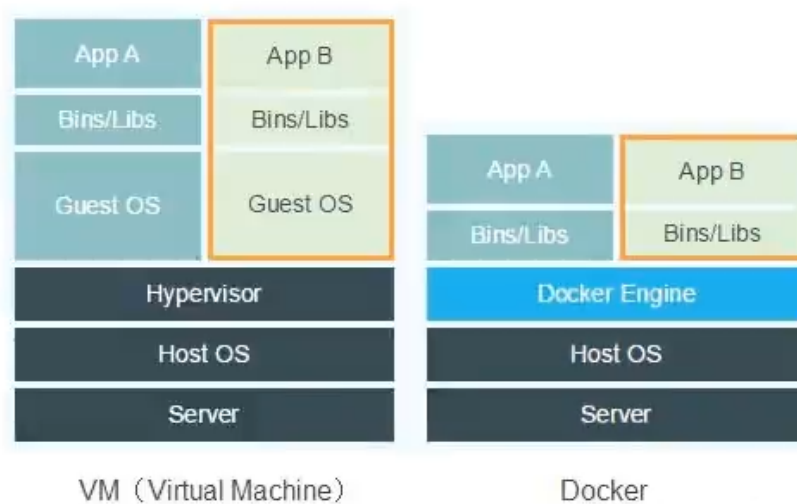 App A
App B
Bins/Libs
Bins/Libs
Guest OS
Guest OS
Hypervisor
Host OS
Server
VM（Virtual Machine）
App A
App B
Bins/Libs
Bins/Libs
Docker Engine
Host OS
Server
Docker